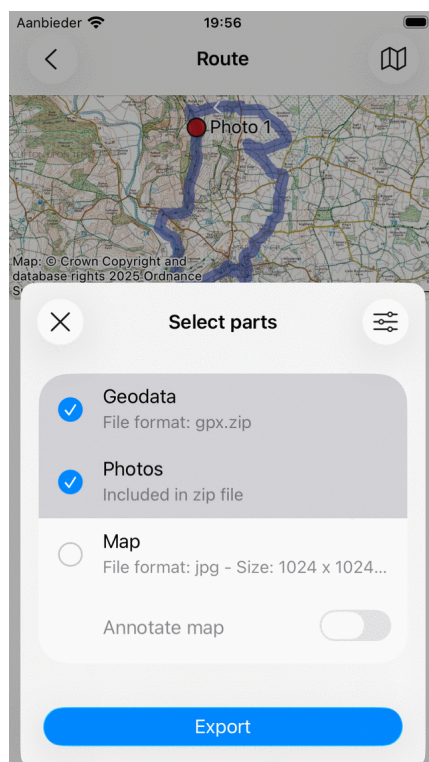 Aanbieder 19:56
Route
Photo 1
Map: © Crown Copyright and
database rights 2025 Ordnance
Select parts
Geodata
File format: gpx.zip
Photos
Included in zip file
Map
File format: jpg - Size: 1024 x 1024...
Annotate map
Export